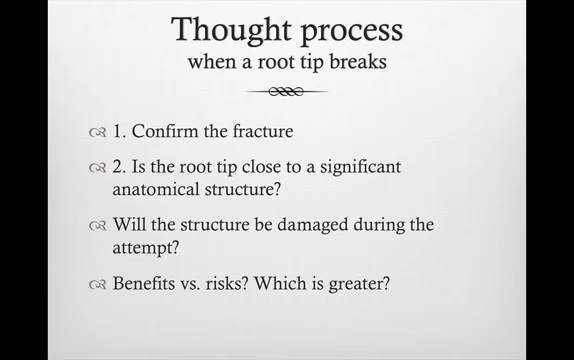 Thought process
when a root tip breaks
1. Confirm the fracture
2. Is the root tip close to a significant
anatomical structure?
Will the structure be damaged during the
attempt?
Benefits vs. risks? Which is greater?